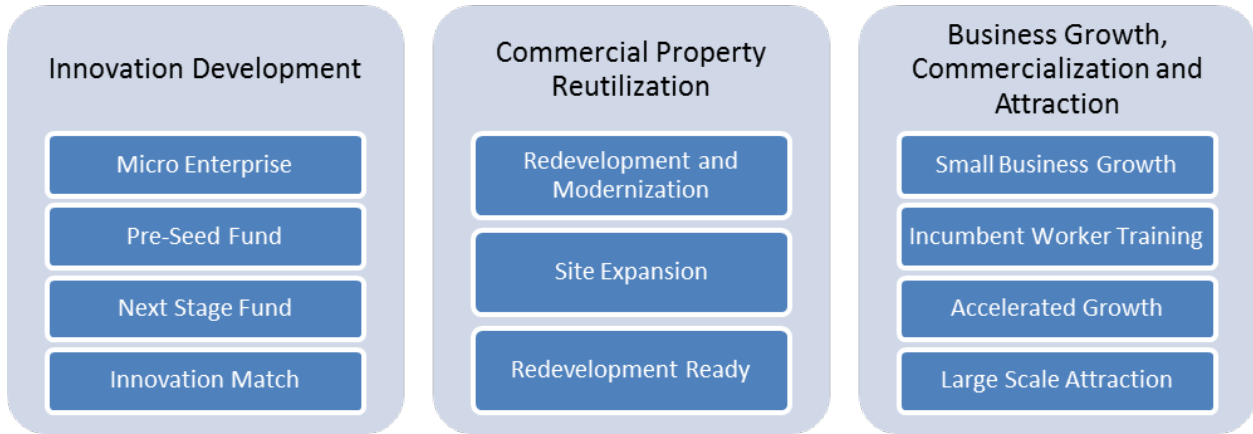 Innovation Development
Micro Enterprise
Pre-Seed Fund
Next Stage Fund
Innovation Match
Commercial Property
Reutilization
Redevelopment and
Modernization
Site Expansion
Redevelopment Ready
Business Growth,
Commercialization and
Attraction
Small Business Growth
Incumbent Worker Training
Accelerated Growth
Large Scale Attraction